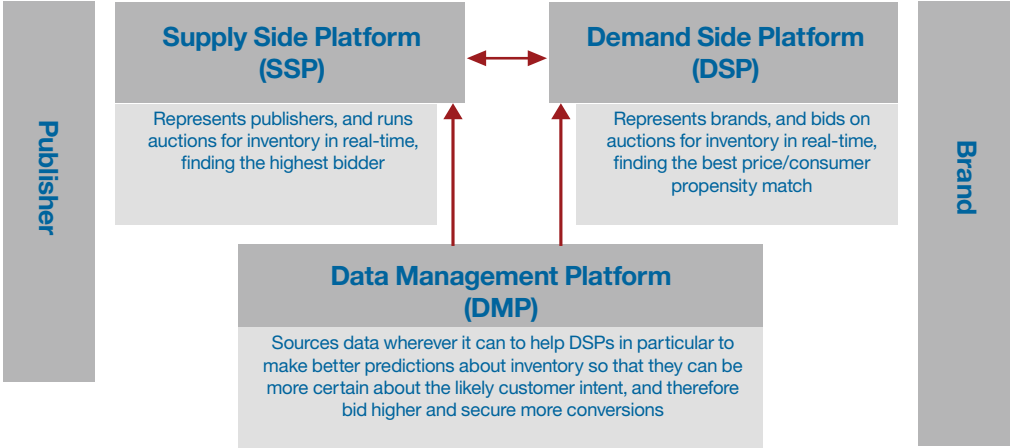 Publisher
Supply Side Platform
(SSP)
Represents publishers, and runs
auctions for inventory in real-time,
finding the highest bidder
Demand Side Platform
(DSP)
Represents brands, and bids on
auctions for inventory in real-time,
finding the best price/consumer
propensity match
Brand
Data Management Platform
(DMP)
Sources data wherever it can to help DSPs in particular to
make better predictions about inventory so that they can be
more certain about the likely customer intent, and therefore
bid higher and secure more conversions